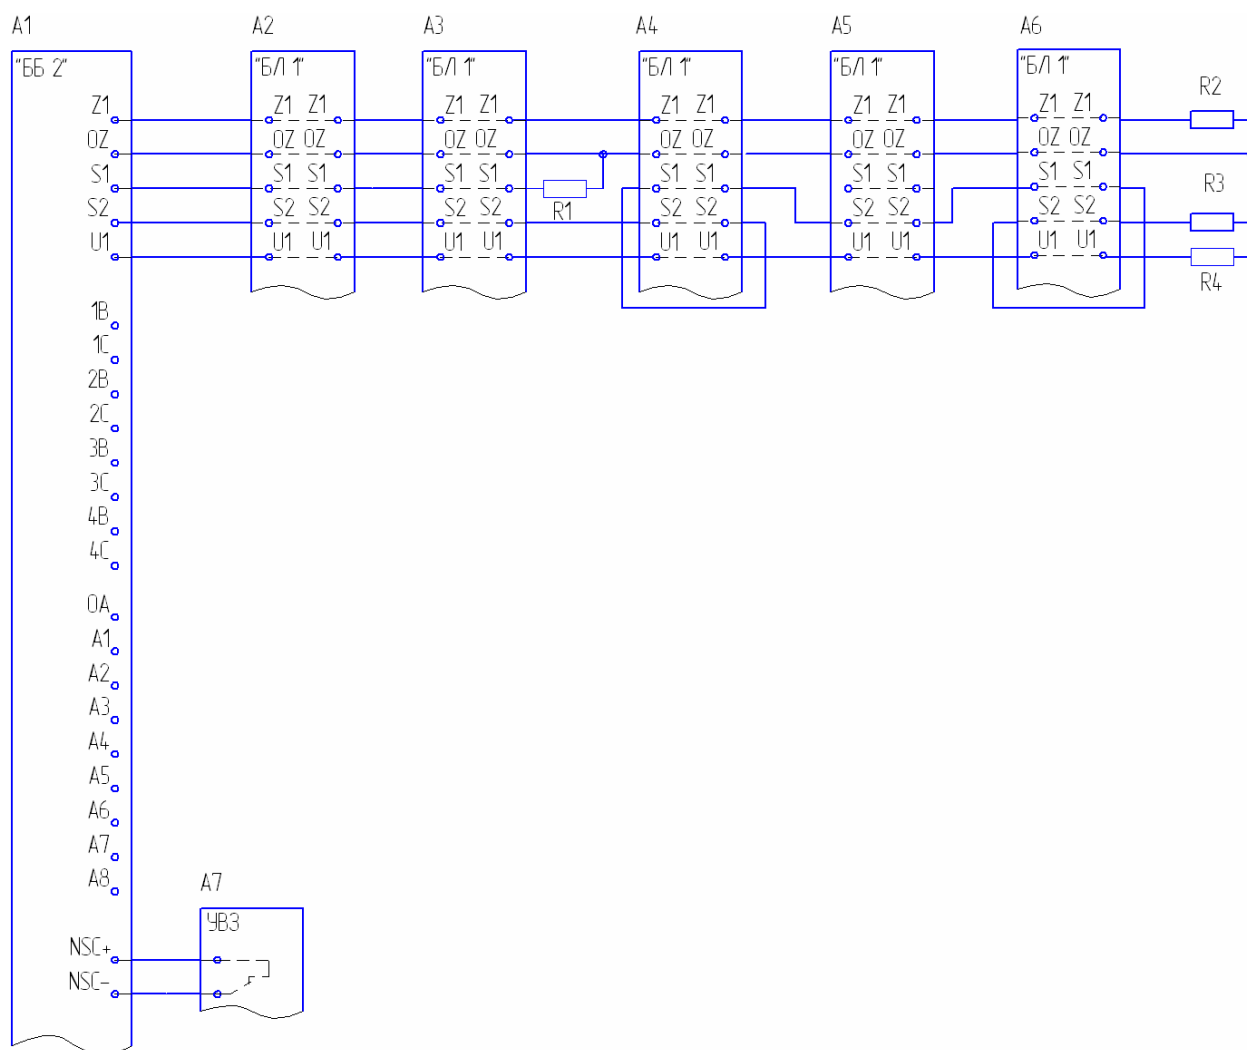 A1 A2 A3 A4 A5 A6
"ББ 2" "БЛ 1" "БЛ 1" "БЛ 1" "БЛ 1" "БЛ 1"
R2
Z1 Z1 Z1 Z1 Z1 Z1 Z1 Z1 Z1 Z1 Z1
0Z 0Z 0Z 0Z 0Z 0Z 0Z 0Z 0Z 0Z 0Z
S1 S1 S1 S1 S1 S1 S1 S1 S1 S1 S1 R3
S2 S2 S2 R1 S2 S2 S2 S2 S2 S2 S2 S2
U1 U1 U1 U1 U1 U1 U1 U1 U1 U1 U1
R4
1B
1C
2B
2C
3B
3C
4B
4C
0A
A1
A2
A3
A4
A5
A6
A7
A8
A7
УВЗ
NSC+
NSC-